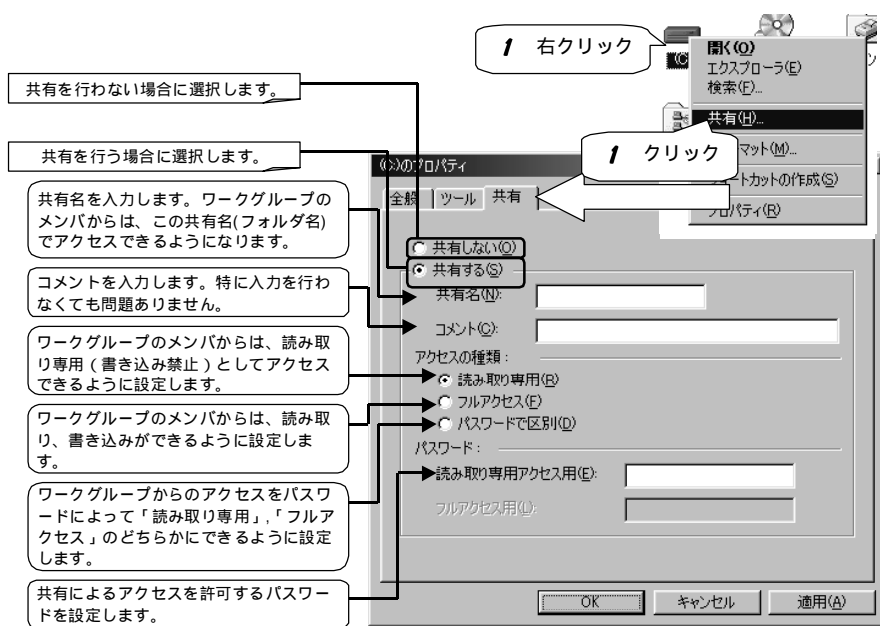 1 右クリック
開く(O)
エクスプローラ(E)
検索(F)...
共有(H)...
マット(M)...
ートカットの作成(S)
プロパティ(R)
1 クリック
共有を行わない場合に選択します。
共有を行う場合に選択します。
共有名を入力します。ワークグループの
メンバからは、この共有名(フォルダ名)
でアクセスできるようになります。
コメントを入力します。特に入力を行わ
なくても問題ありません。
ワークグループのメンバからは、読み取
り専用(書き込み禁止)としてアクセス
できるように設定します。
ワークグループのメンバからは、読み取
り、書き込みができるように設定しま
す。
ワークグループからのアクセスをパスワ
ードによって「読み取り専用」,「フルア
クセス」のどちらかにできるように設定
します。
共有によるアクセスを許可するパスワー
ドを設定します。
(C:)のプロパティ
全般 ツール 共有
共有しない(O)
共有する(S)
共有名(N):
コメント(C):
アクセスの種類:
読み取り専用(R)
フルアクセス(F)
パスワードで区別(D)
パスワード:
読み取り専用アクセス用(E):
フルアクセス用(L):
OK キャンセル 適用(A)